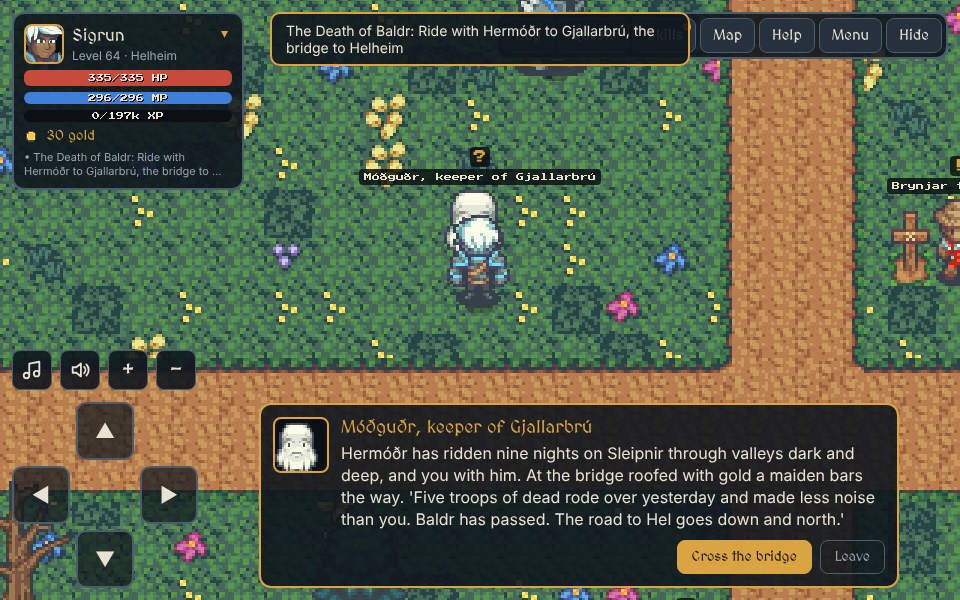 Sigrun
Level 64 · Helheim
335/335 HP
296/296 MP
0/197k XP
30 gold
• The Death of Baldr: Ride with
Hermóðr to Gjallarbrú, the bridge to ...
The Death of Baldr: Ride with Hermóðr to Gjallarbrú, the
bridge to Helheim
Map
Help
Menu
Hide
?
Móðguðr, keeper of Gjallarbrú
Brynjar
+
-
Móðguðr, keeper of Gjallarbrú
Hermóðr has ridden nine nights on Sleipnir through valleys dark and
deep, and you with him. At the bridge roofed with gold a maiden bars
the way. 'Five troops of dead rode over yesterday and made less noise
than you. Baldr has passed. The road to Hel goes down and north.'
Cross the bridge
Leave